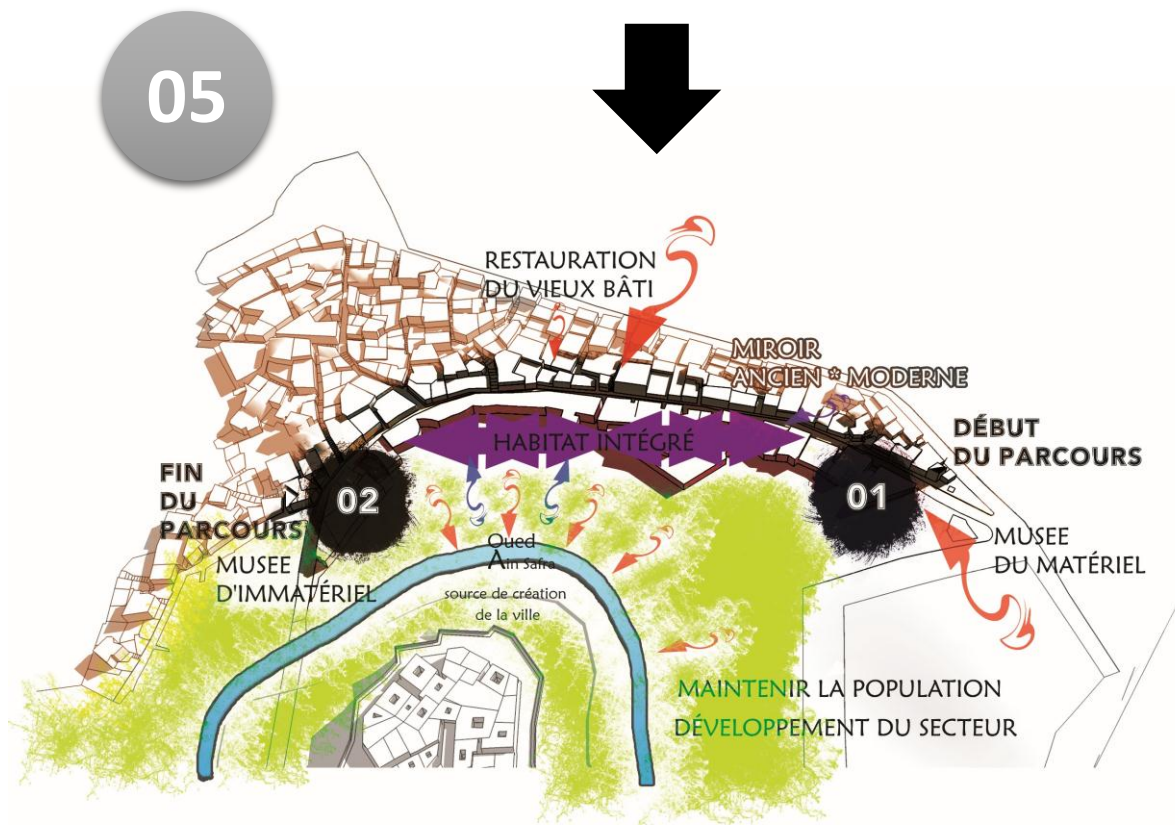 05
RESTAURATION
DU VIEUX BÂTI
MIROIR
ANCIEN * MODERNE
HABITAT INTÉGRÉ
DÉBUT
DU PARCOURS
01
MUSEE
DU MATÉRIEL
FIN
DU
PARCOURS
02
MUSEE
D'IMMATÉRIEL
Oued
Ain Safra
source de création
de la ville
MAINTENIR LA POPULATION
DÉVELOPPEMENT DU SECTEUR